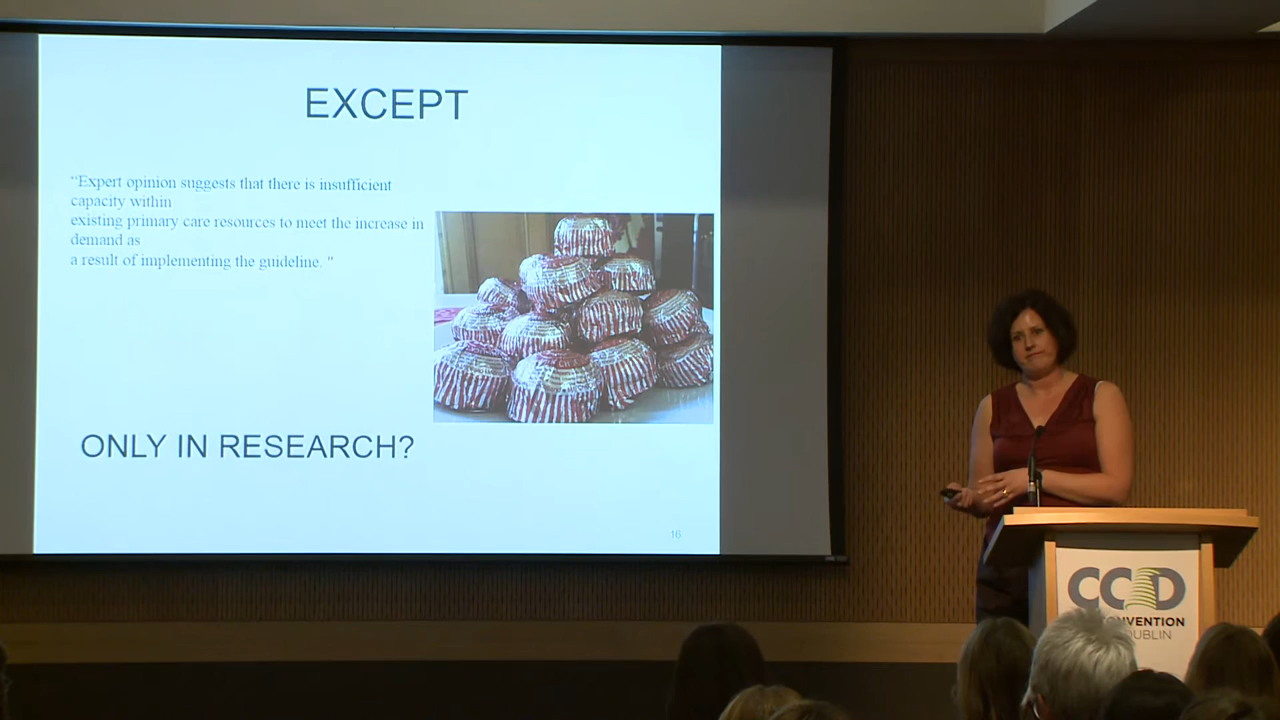 EXCEPT
“Expert opinion suggests that there is insufficient
capacity within
existing primary care resources to meet the increase in
demand as
a result of implementing the guideline. ”
ONLY IN RESEARCH?
16
CCD
CONVENTION
DUBLIN